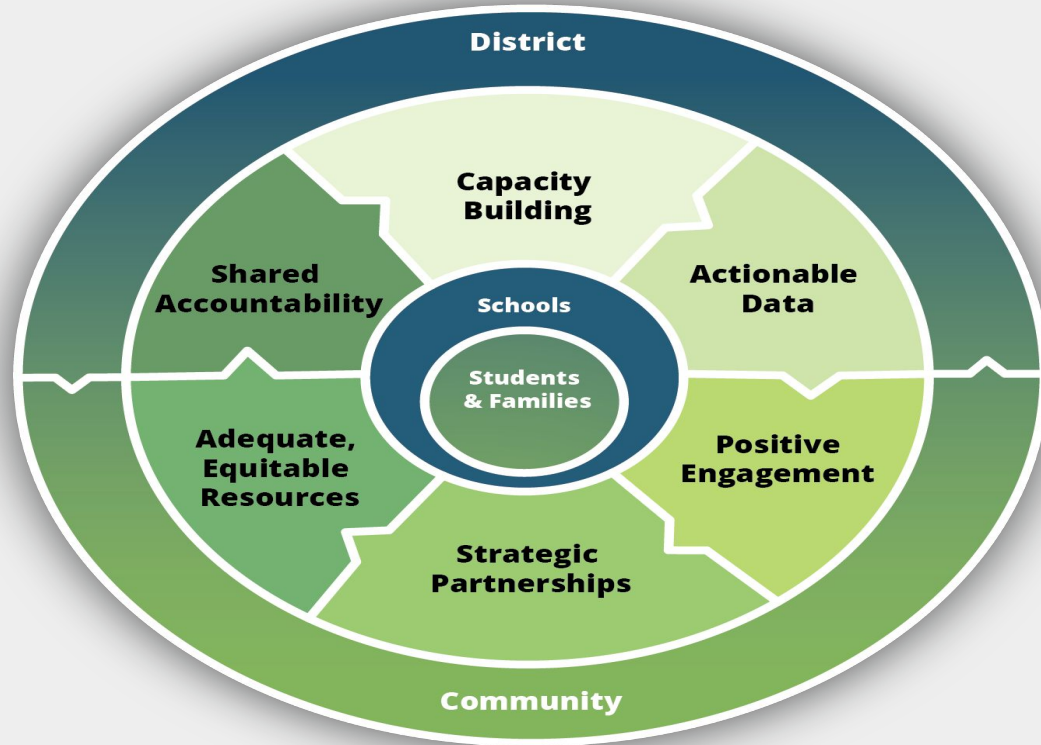 District
Capacity
Building
Shared
Accountability
Actionable
Data
Schools
Students
& Families
Adequate,
Equitable
Resources
Positive
Engagement
Strategic
Partnerships
Community